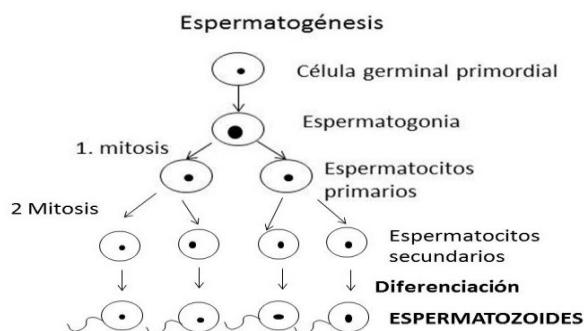 Espermatogénesis
Célula germinal primordial
Espermatogonia
1. mitosis
Espermatocitos
primarios
2 Mitosis
Espermatocitos
secundarios
Diferenciación
ESPERMATOZOIDES